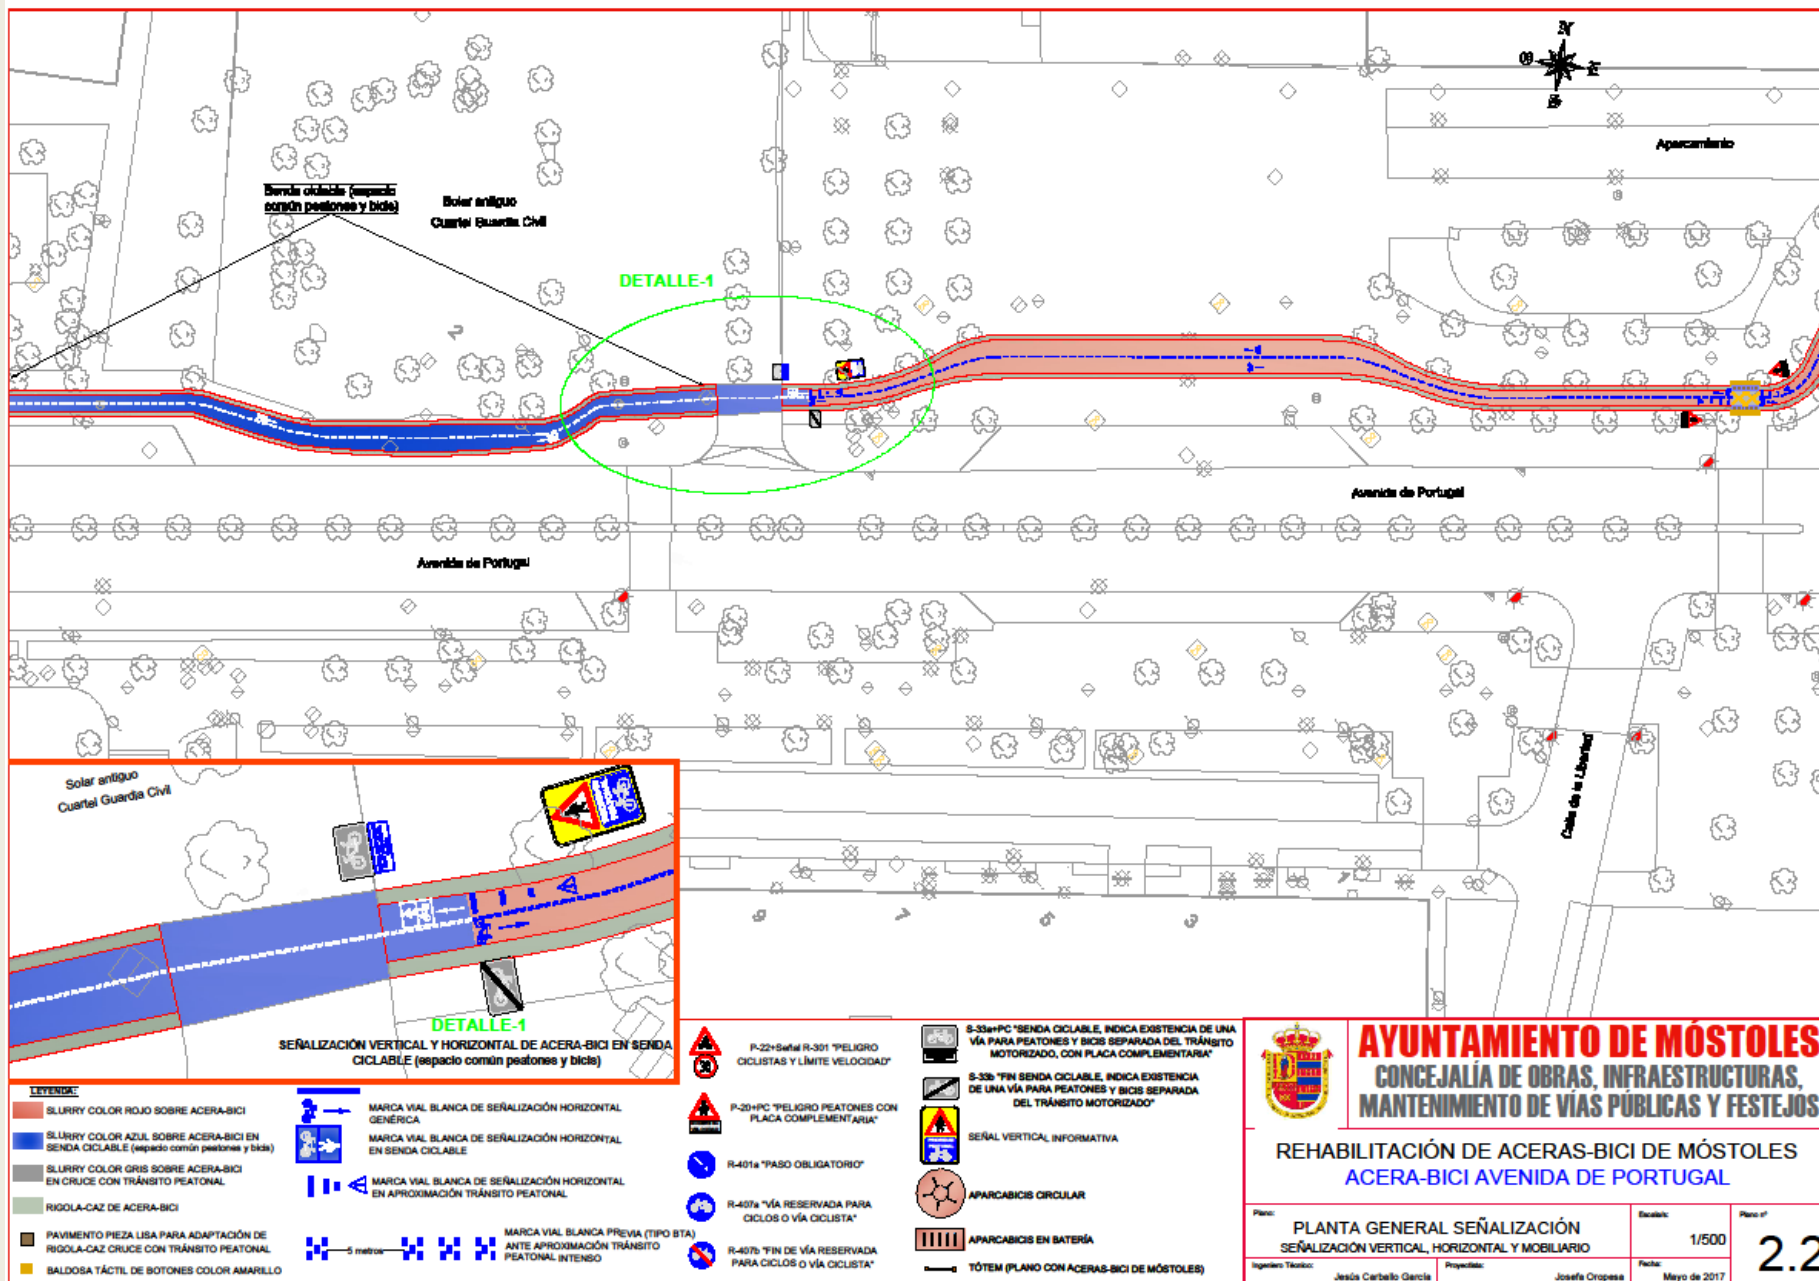 N
E
Aparcamiento
Senda ciclable (espacio
común peatones y bicis)
Solar antiguo
Cuartel Guardia Civil
DETALLE-1
2
Avenida de Portugal
Avenida de Portugal
Calle de la Libertad
9
7
5
3
1
Solar antiguo
Cuartel Guardia Civil
DETALLE-1
SEÑALIZACIÓN VERTICAL Y HORIZONTAL DE ACERA-BICI EN SENDA
CICLABLE (espacio común peatones y bicis)
LEYENDA:
SLURRY COLOR ROJO SOBRE ACERA-BICI
SLURRY COLOR AZUL SOBRE ACERA-BICI EN
SENDA CICLABLE (espacio común peatones y bicis)
SLURRY COLOR GRIS SOBRE ACERA-BICI
EN CRUCE CON TRÁNSITO PEATONAL
RIGOLA-CAZ DE ACERA-BICI
PAVIMENTO PIEZA LISA PARA ADAPTACIÓN DE
RIGOLA-CAZ CRUCE CON TRÁNSITO PEATONAL
BALDOSA TÁCTIL DE BOTONES COLOR AMARILLO
MARCA VIAL BLANCA DE SEÑALIZACIÓN HORIZONTAL
GENÉRICA
MARCA VIAL BLANCA DE SEÑALIZACIÓN HORIZONTAL
EN SENDA CICLABLE
MARCA VIAL BLANCA DE SEÑALIZACIÓN HORIZONTAL
EN APROXIMACIÓN TRÁNSITO PEATONAL
5 metros
MARCA VIAL BLANCA PREVIA (TIPO BTA)
ANTE APROXIMACIÓN TRÁNSITO
PEATONAL INTENSO
30
P-22+Señal R-301 "PELIGRO
CICLISTAS Y LÍMITE VELOCIDAD"
P-20+PC "PELIGRO PEATONES CON
PLACA COMPLEMENTARIA"
R-401a "PASO OBLIGATORIO"
R-407a "VÍA RESERVADA PARA
CICLOS O VÍA CICLISTA"
R-407b "FIN DE VÍA RESERVADA
PARA CICLOS O VÍA CICLISTA"
S-33a+PC "SENDA CICLABLE, INDICA EXISTENCIA DE UNA
VÍA PARA PEATONES Y BICIS SEPARADA DEL TRÁNSITO
MOTORIZADO, CON PLACA COMPLEMENTARIA"
S-33b "FIN SENDA CICLABLE, INDICA EXISTENCIA
DE UNA VÍA PARA PEATONES Y BICIS SEPARADA
DEL TRÁNSITO MOTORIZADO"
SEÑAL VERTICAL INFORMATIVA
APARCABICIS CIRCULAR
APARCABICIS EN BATERÍA
TÓTEM (PLANO CON ACERAS-BICI DE MÓSTOLES)
AYUNTAMIENTO DE MÓSTOLES
CONCEJALÍA DE OBRAS, INFRAESTRUCTURAS,
MANTENIMIENTO DE VÍAS PÚBLICAS Y FESTEJOS
REHABILITACIÓN DE ACERAS-BICI DE MÓSTOLES
ACERA-BICI AVENIDA DE PORTUGAL
Plano:
PLANTA GENERAL SEÑALIZACIÓN
SEÑALIZACIÓN VERTICAL, HORIZONTAL Y MOBILIARIO
Escala/s:
1/500
Plano nº
2.2
Ingeniero Técnico:
Jesús Carballo García
Proyectista:
Josefa Oropesa
Fecha:
Mayo de 2017